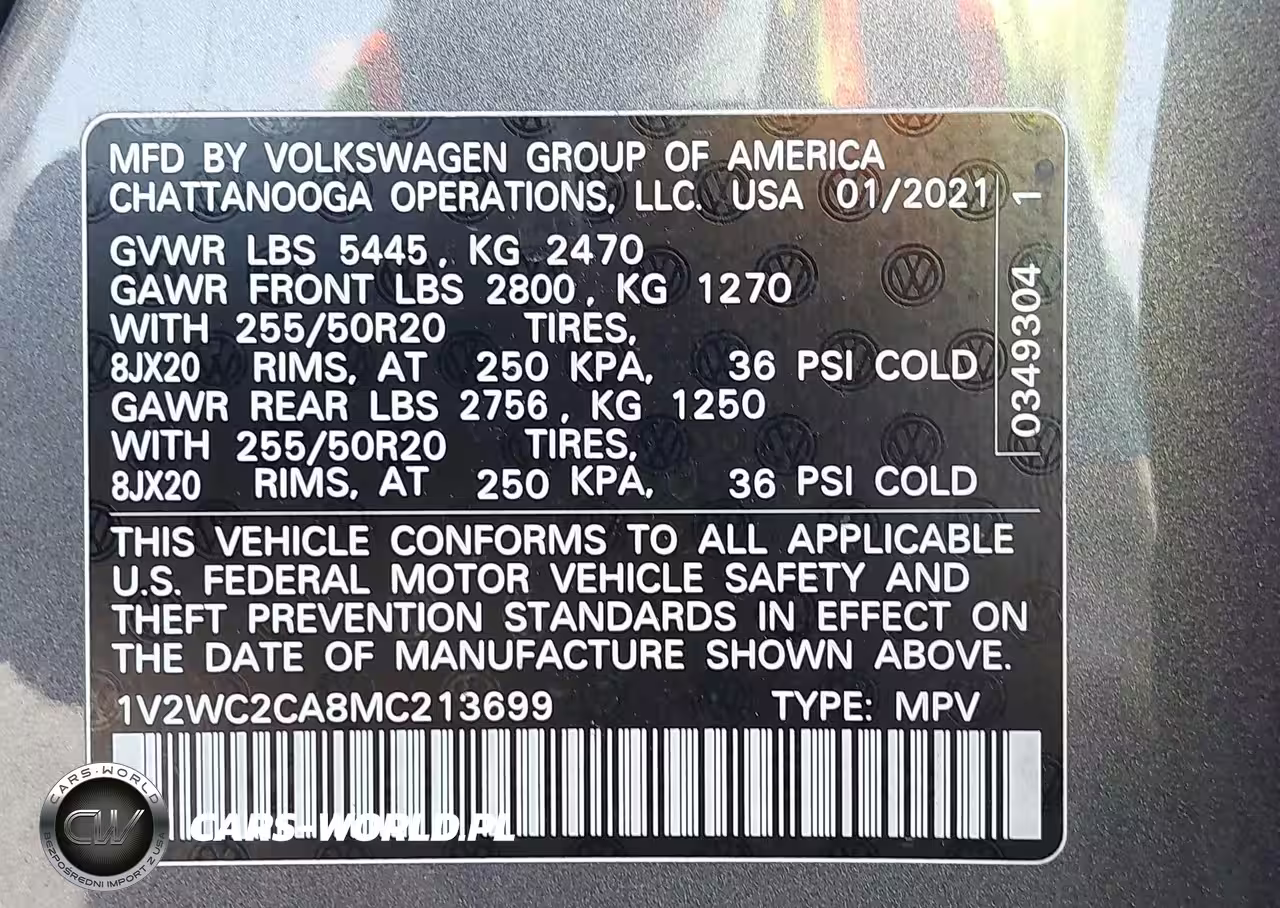 MFD BY VOLKSWAGEN GROUP OF AMERICA
CHATTANOOGA OPERATIONS, LLC. USA 01/2021
GVWR LBS 5445, KG 2470
GAWR FRONT LBS 2800, KG 1270
WITH 255/50R20 TIRES,
8JX20 RIMS, AT 250 KPA, 36 PSI COLD
GAWR REAR LBS 2756, KG 1250
WITH 255/50R20 TIRES,
8JX20 RIMS, AT 250 KPA, 36 PSI COLD
03493304 1
THIS VEHICLE CONFORMS TO ALL APPLICABLE
U.S. FEDERAL MOTOR VEHICLE SAFETY AND
THEFT PREVENTION STANDARDS IN EFFECT ON
THE DATE OF MANUFACTURE SHOWN ABOVE.
1V2WC2CA8MC213699 TYPE: MPV
CARS-WORLD
CW
BEZPOŚREDNI IMPORT Z USA
CARS-WORLD.PL